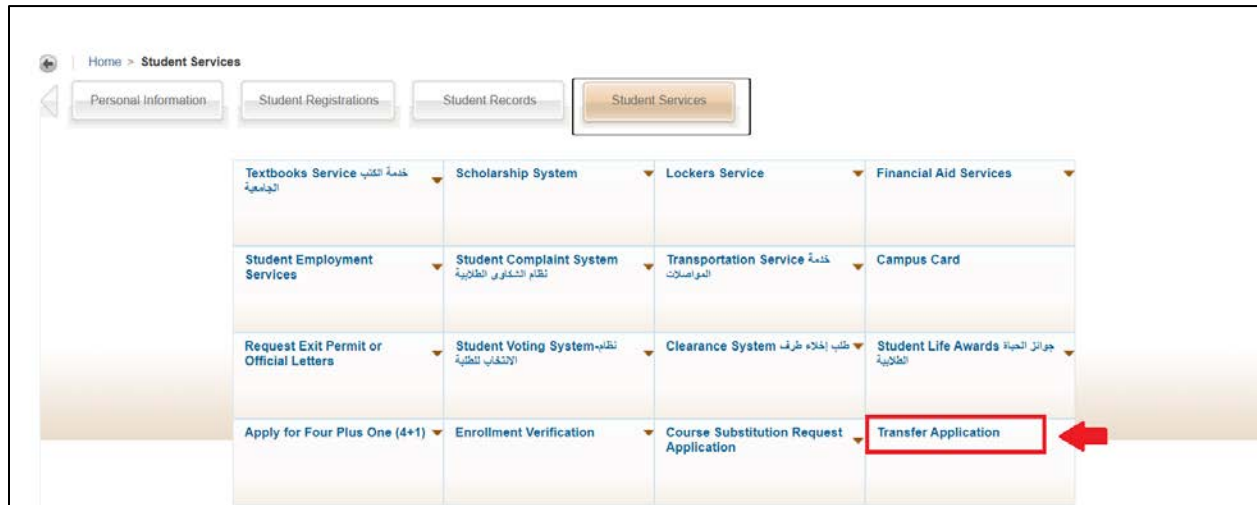 Home > Student Services
Personal Information
Student Registrations
Student Records
Student Services
Textbooks Service خدمة الكتب
الجامعية
Scholarship System
Lockers Service
Financial Aid Services
Student Employment
Services
Student Complaint System
نظام الشكاوى الطلابية
Transportation Service خدمة
المواصلات
Campus Card
Request Exit Permit or
Official Letters
Student Voting System-نظام
الانتخاب للطلبة
Clearance System طلب إخلاء طرف
Student Life Awards جوائز الحياة
الطلابية
Apply for Four Plus One (4+1)
Enrollment Verification
Course Substitution Request
Application
Transfer Application